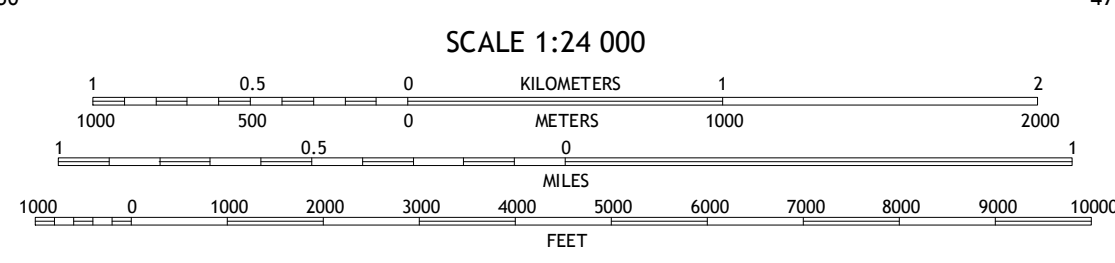 SCALE 1:24 000
1 0.5 0 KILOMETERS 1 2
1000 500 0 METERS 1000 2000
1 0.5 0 1
MILES
1000 0 1000 2000 3000 4000 5000 6000 7000 8000 9000 10000
FEET